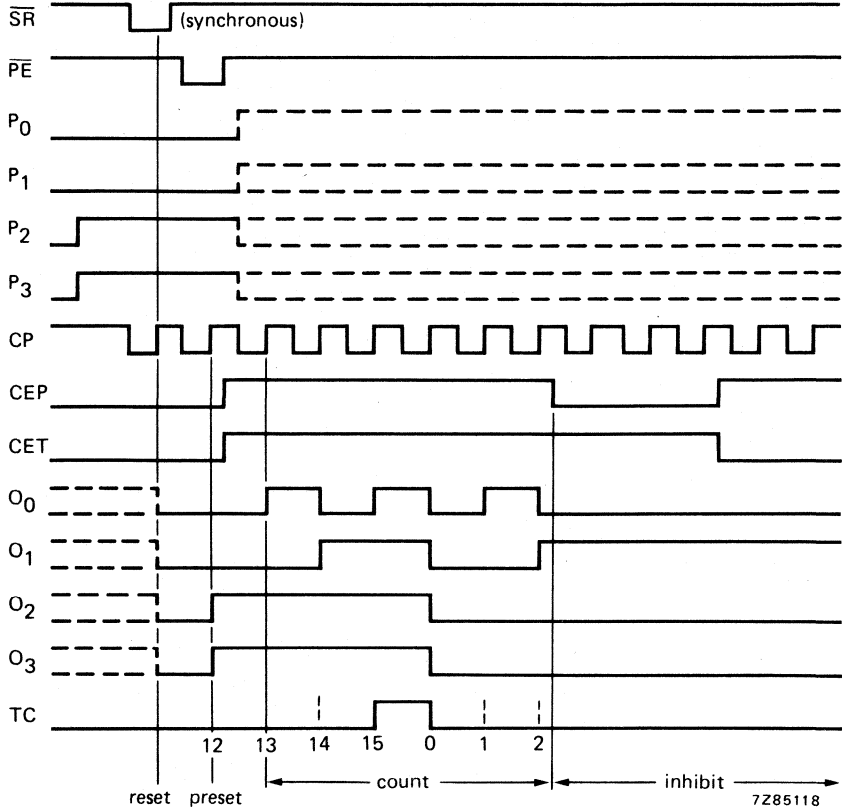 SR (synchronous)
PE
P0
P1
P2
P3
CP
CEP
CET
O0
O1
O2
O3
TC
12 13 14 15 0 1 2
count inhibit
reset preset 7Z85118